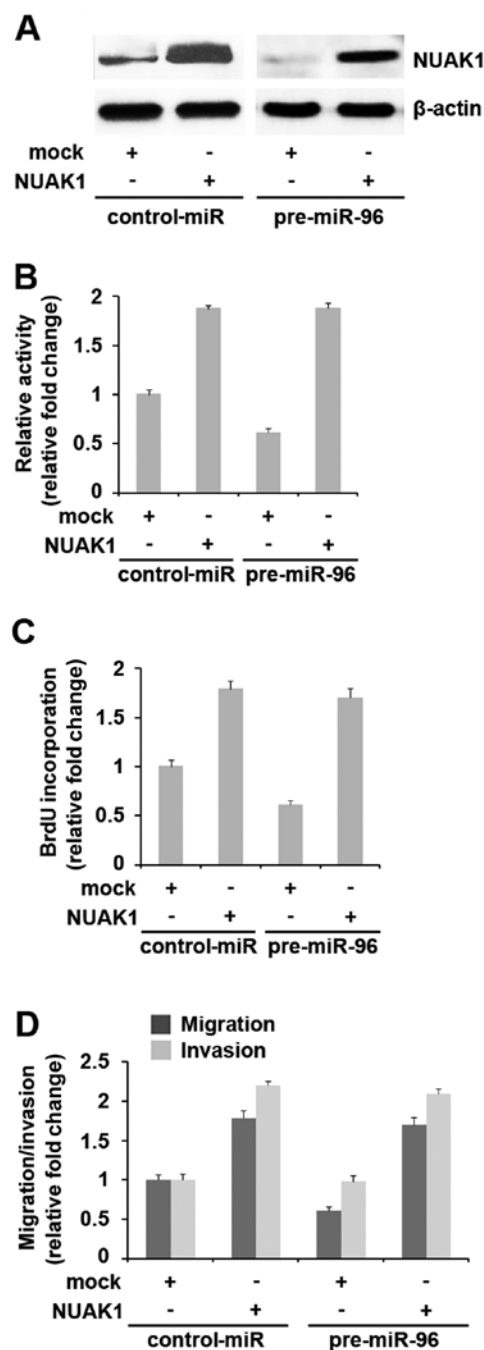 A
NUAK1
β-actin
mock + - + -
NUAK1 - + - +
control-miR pre-miR-96
B
Relative activity
(relative fold change)
2
1.5
1
0.5
0
mock + - + -
NUAK1 - + - +
control-miR pre-miR-96
C
BrdU incorporation
(relative fold change)
2
1.5
1
0.5
0
mock + - + -
NUAK1 - + - +
control-miR pre-miR-96
D
Migration
Invasion
Migration/invasion
(relative fold change)
2.5
2
1.5
1
0.5
0
mock + - + -
NUAK1 - + - +
control-miR pre-miR-96